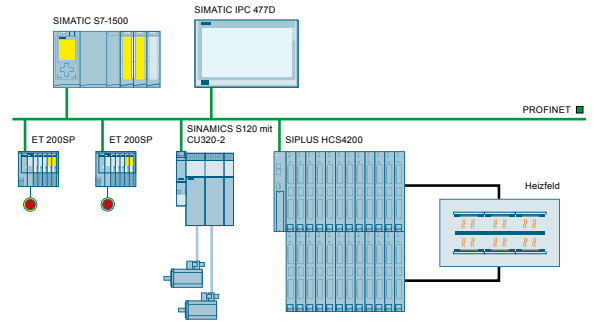 SIMATIC S7-1500
SIMATIC IPC 477D
PROFINET
ET 200SP
ET 200SP
SINAMICS S120 mit
CU320-2
SIPLUS HCS4200
Heizfeld